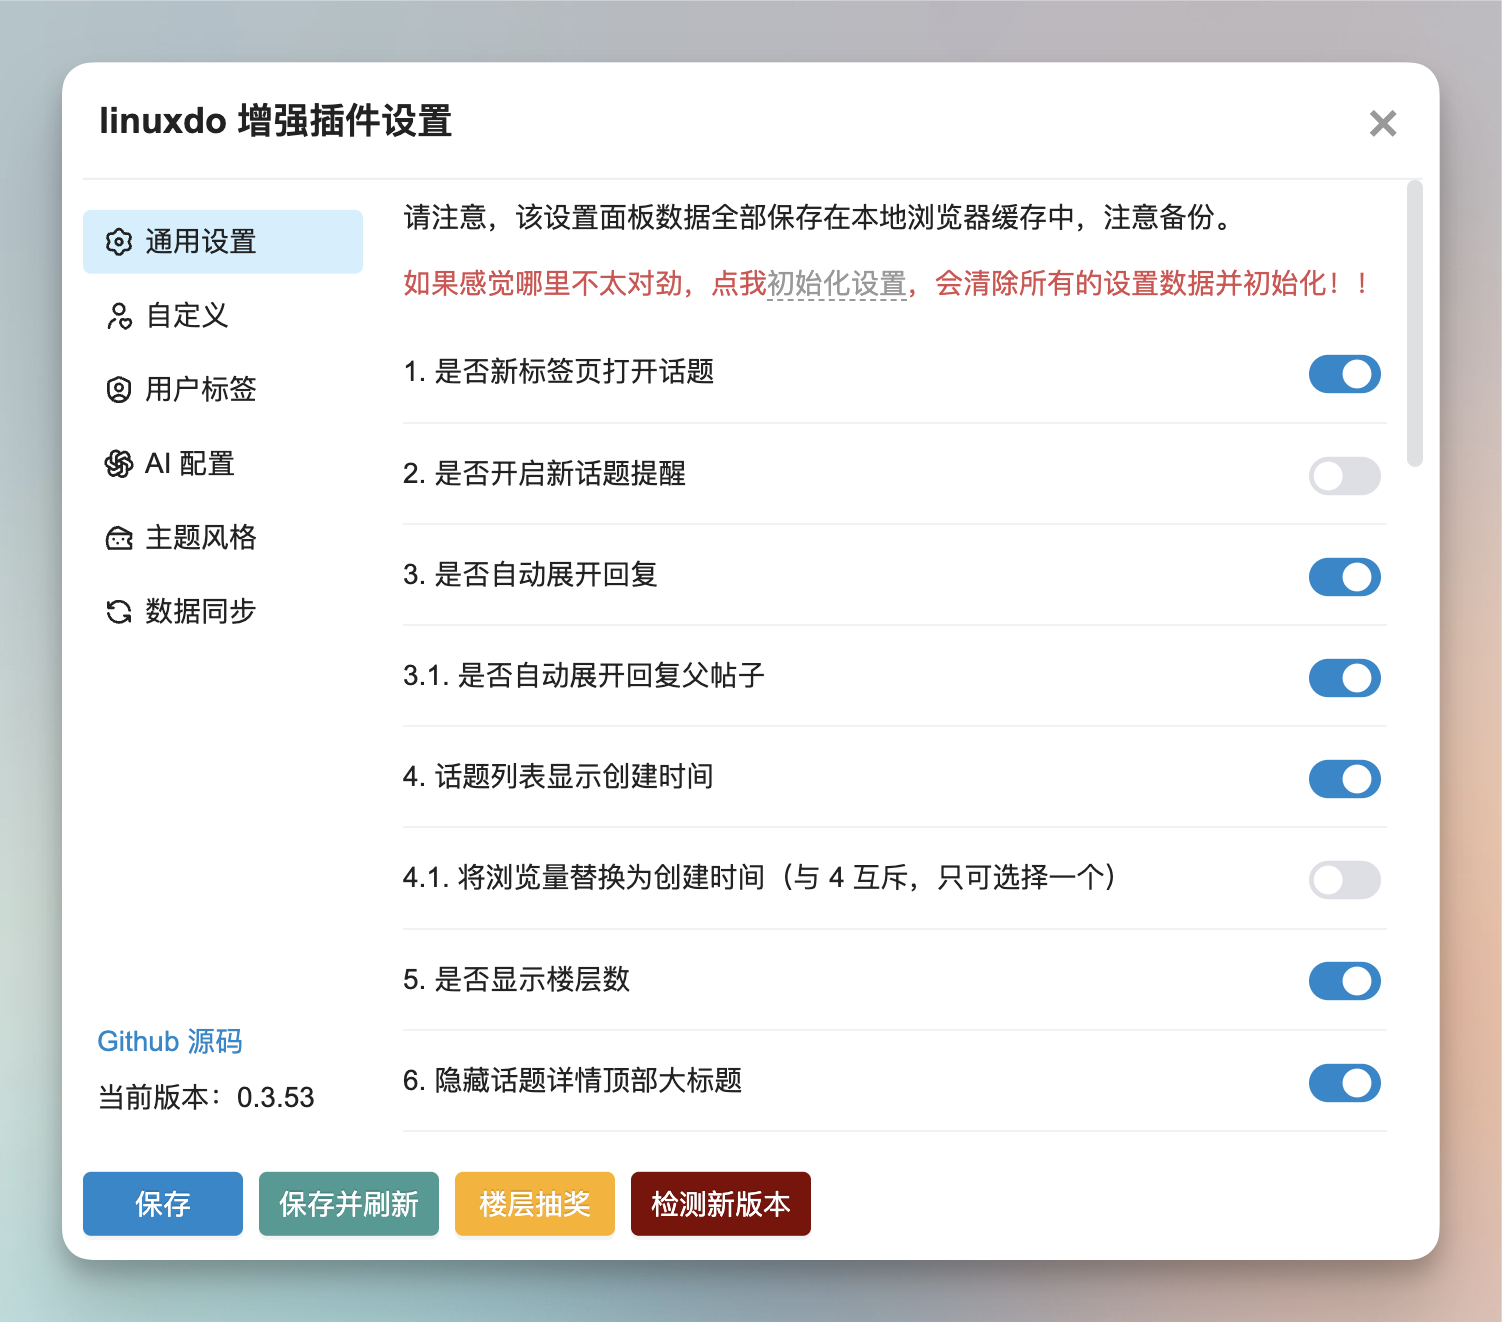 linuxdo 增强插件设置
通用设置
自定义
用户标签
AI 配置
主题风格
数据同步
Github 源码
当前版本：0.3.53
请注意，该设置面板数据全部保存在本地浏览器缓存中，注意备份。
如果感觉哪里不太对劲，点我初始化设置，会清除所有的设置数据并初始化！！
1. 是否新标签页打开话题
2. 是否开启新话题提醒
3. 是否自动展开回复
3.1. 是否自动展开回复父帖子
4. 话题列表显示创建时间
4.1. 将浏览量替换为创建时间（与 4 互斥，只可选择一个）
5. 是否显示楼层数
6. 隐藏话题详情顶部大标题
保存
保存并刷新
楼层抽奖
检测新版本